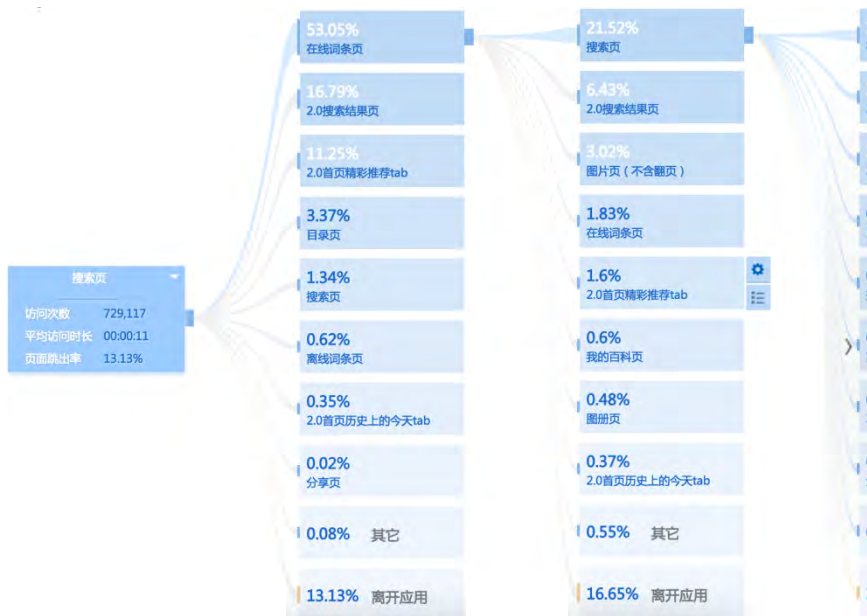 搜索页
访问次数 729,117
平均访问时长 00:00:11
页面跳出率 13.13%
53.05%
在线词条页
16.79%
2.0搜索结果页
11.25%
2.0首页精彩推荐tab
3.37%
目录页
1.34%
搜索页
0.62%
离线词条页
0.35%
2.0首页历史上的今天tab
0.02%
分享页
0.08% 其它
13.13% 离开应用
21.52%
搜索页
6.43%
2.0搜索结果页
3.02%
图片页（不含翻页）
1.83%
在线词条页
1.6%
2.0首页精彩推荐tab
0.6%
我的百科页
0.48%
图册页
0.37%
2.0首页历史上的今天tab
0.55% 其它
16.65% 离开应用